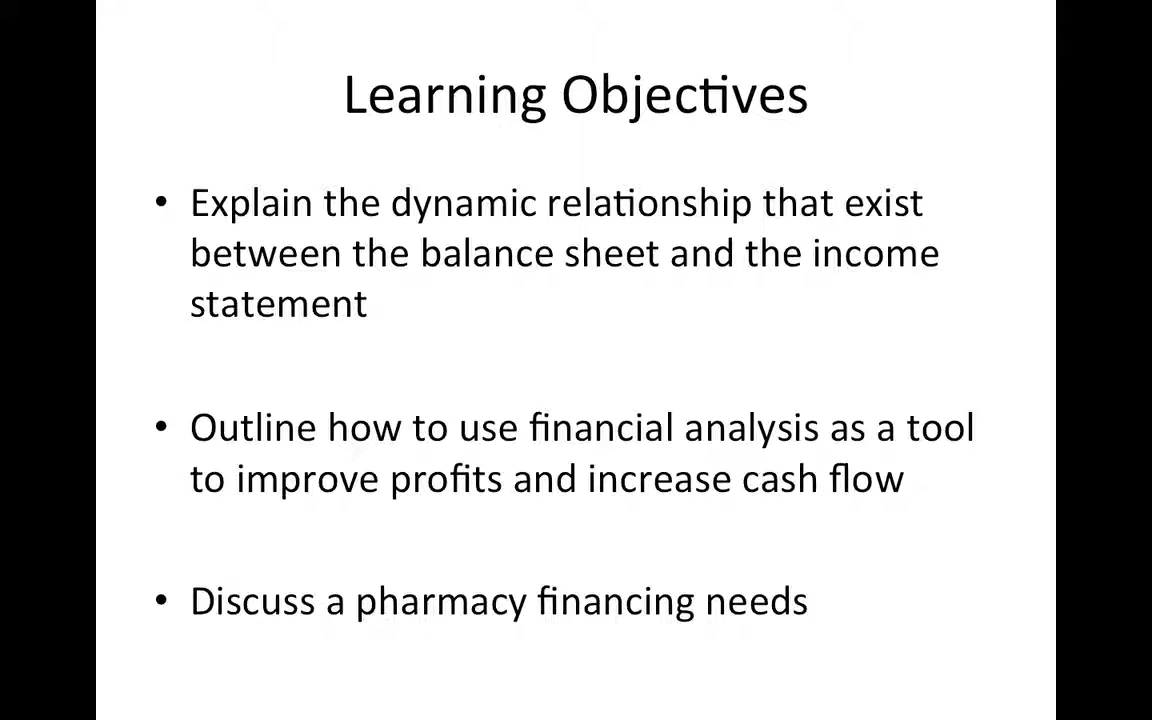 Learning Objectives
• Explain the dynamic relationship that exist
between the balance sheet and the income
statement
• Outline how to use financial analysis as a tool
to improve profits and increase cash flow
• Discuss a pharmacy financing needs